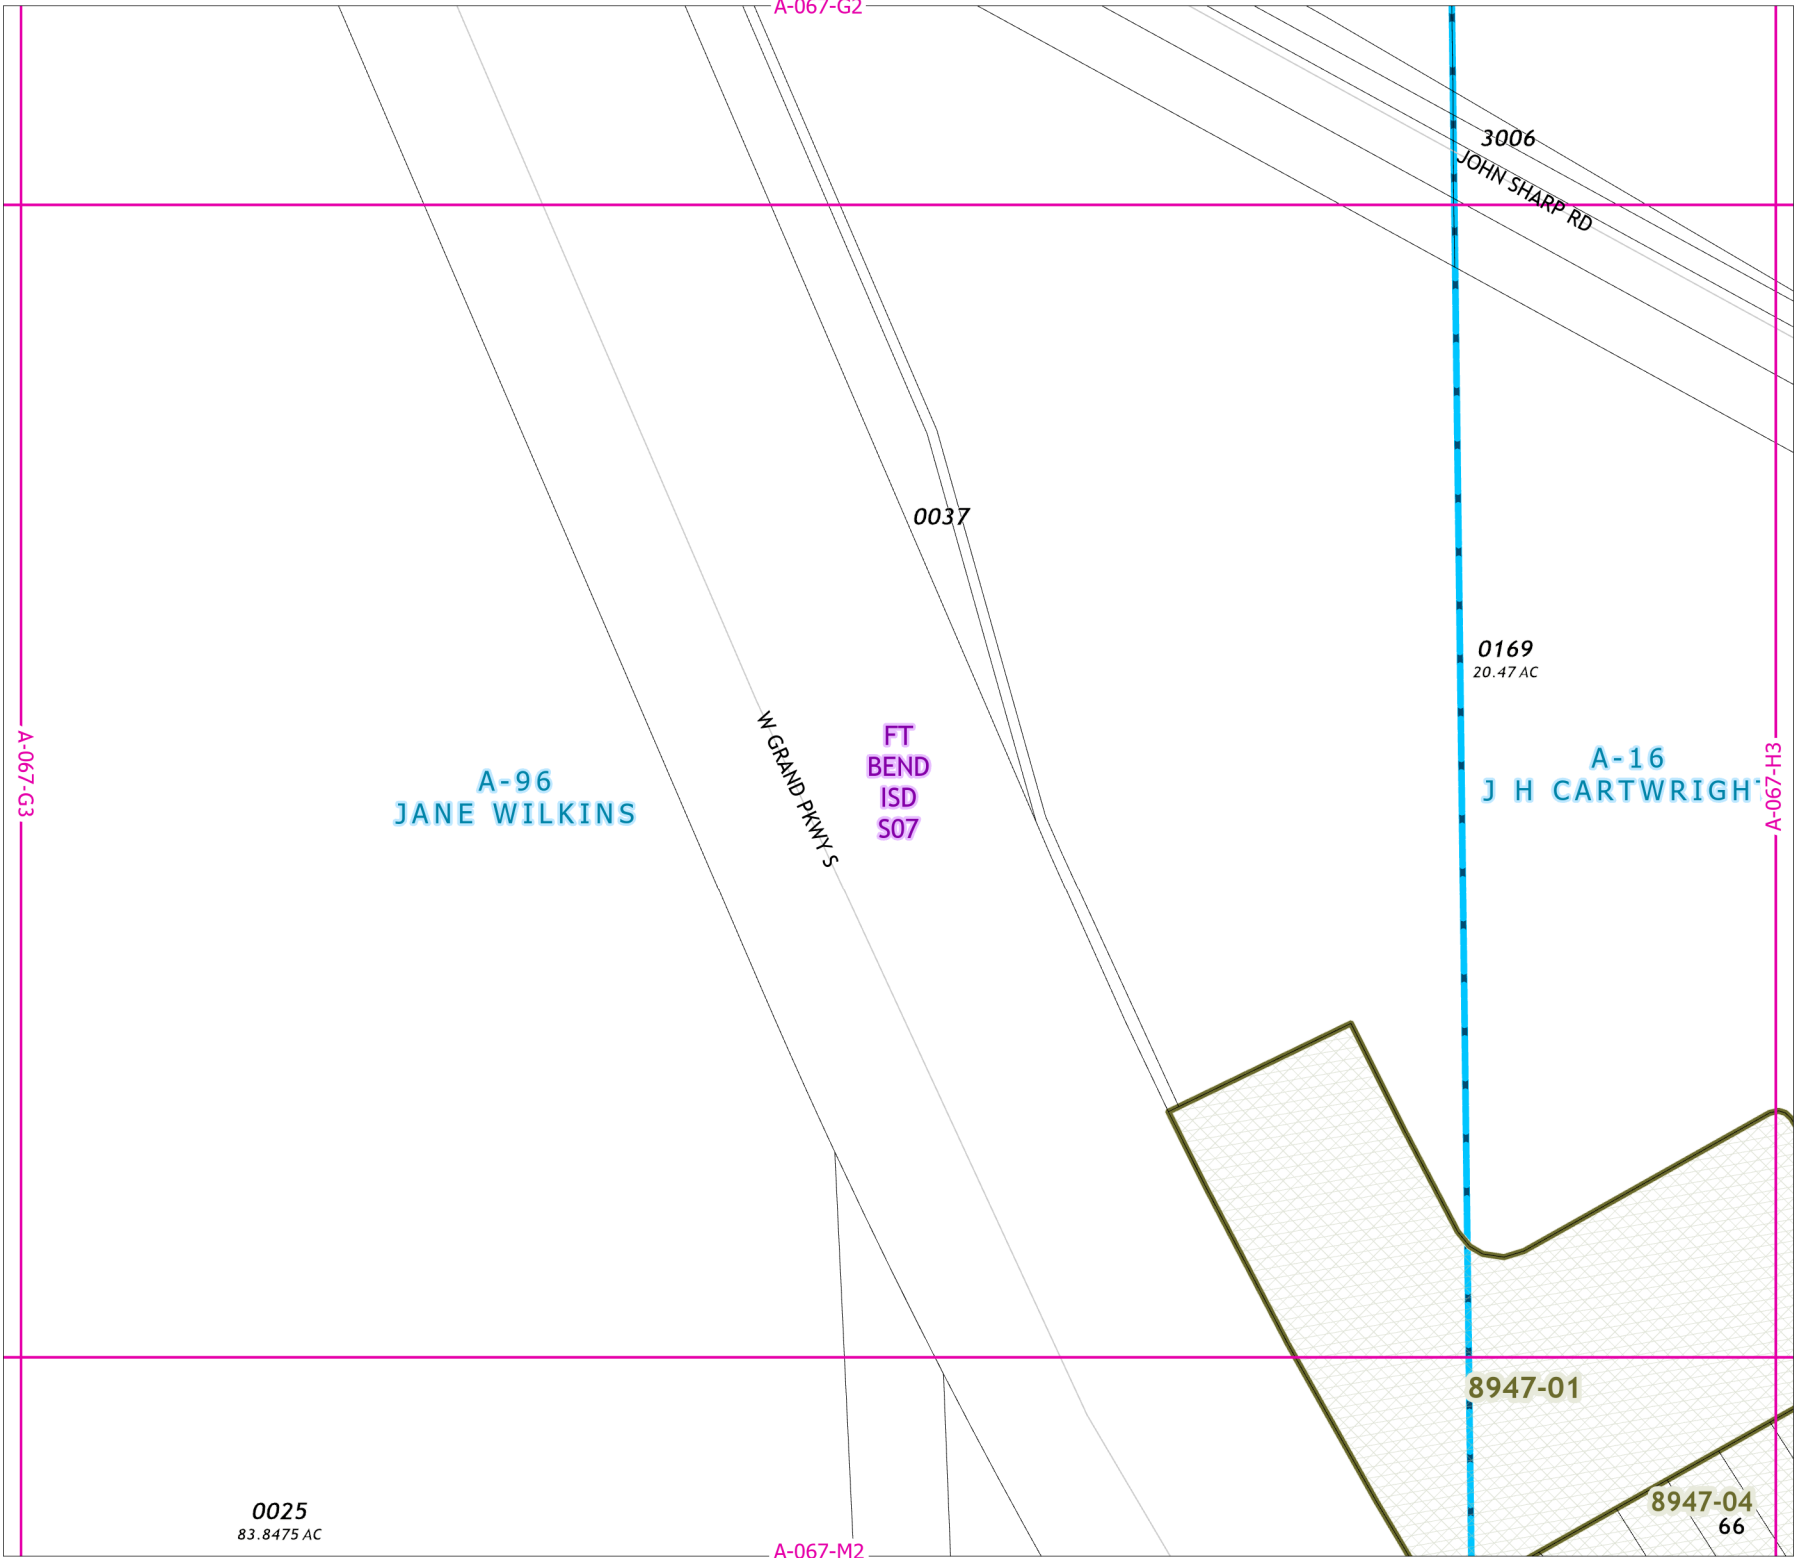 A-067-G2
3006
JOHN SHARP RD
0037
0169
20.47 AC
FT
BEND
ISD
S07
W GRAND PKWY S
A-96
JANE WILKINS
A-16
J H CARTWRIGHT
A-067-G3
A-067-H3
8947-01
8947-04
66
0025
83.8475 AC
A-067-M2